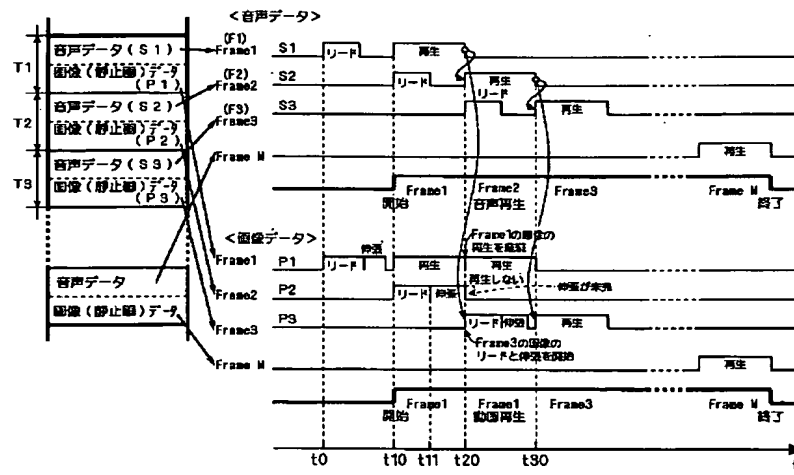 <音声データ>
音声データ(S1)
画像(静止画)データ
(P1)
音声データ(S2)
画像(静止画)データ
(P2)
音声データ(S3)
画像(静止画)データ
(P3)
T1
T2
T3
音声データ
画像(静止画)データ
(F1)
Frame1
(F2)
Frame2
(F3)
Frame3
Frame M
S1 リード 再生
S2 リード 再生
リード
S3 再生
再生
Frame1 Frame2 Frame3 Frame M
開始 音声再生 終了
<画像データ>
Frame1の画像の
再生を継続
伸張
Frame1 P1 リード 再生 再生
再生しない
Frame2 P2 リード 伸張 伸張が未完
Frame3 P3 リード 伸張 再生
Frame3の画像の
リードと伸張を開始
Frame M
再生
Frame1 Frame1 Frame3 Frame M
開始 動画再生 終了
t0 t10 t11 t20 t30 t